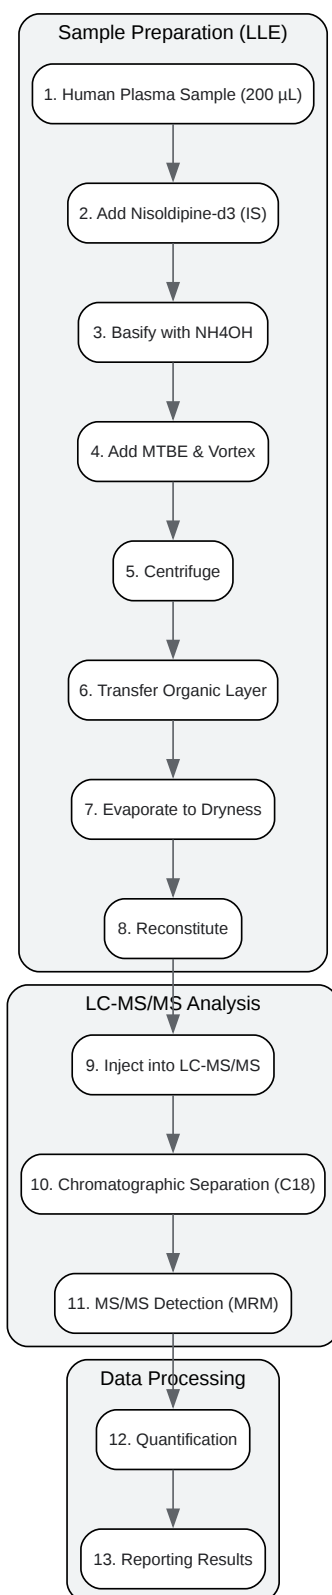 Sample Preparation (LLE)
1. Human Plasma Sample (200 µL)
2. Add Nisoldipine-d3 (IS)
3. Basify with NH4OH
4. Add MTBE & Vortex
5. Centrifuge
6. Transfer Organic Layer
7. Evaporate to Dryness
8. Reconstitute
LC-MS/MS Analysis
9. Inject into LC-MS/MS
10. Chromatographic Separation (C18)
11. MS/MS Detection (MRM)
Data Processing
12. Quantification
13. Reporting Results